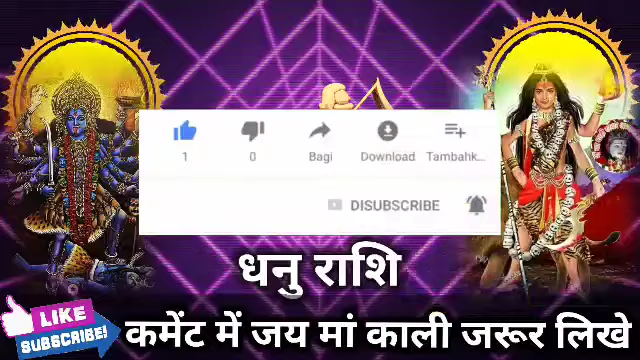 1 0 Bagi Download Tambahk...
DISUBSCRIBE
धनु राशि
LIKE
SUBSCRIBE!
कमेंट में जय मां काली जरूर लिखे